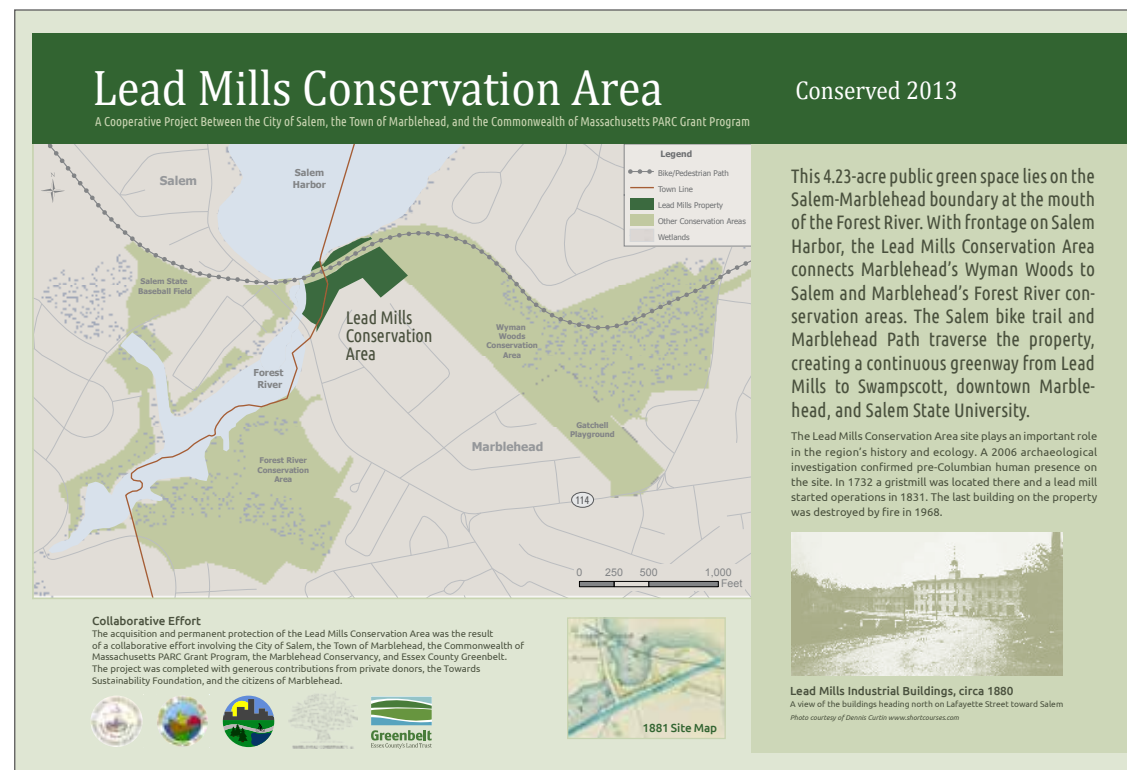 Lead Mills Conservation Area
Conserved 2013
A Cooperative Project Between the City of Salem, the Town of Marblehead, and the Commonwealth of Massachusetts PARC Grant Program
N
Salem
Salem
Harbor
Legend
Bike/Pedestrian Path
Town Line
Lead Mills Property
Other Conservation Areas
Wetlands
Salem State
Baseball Field
Lead Mills
Conservation
Area
Wyman
Woods
Conservation
Area
Forest
River
Gatchell
Playground
Marblehead
Forest River
Conservation
Area
114
0 250 500 1,000
Feet
This 4.23-acre public green space lies on the
Salem-Marblehead boundary at the mouth
of the Forest River. With frontage on Salem
Harbor, the Lead Mills Conservation Area
connects Marblehead's Wyman Woods to
Salem and Marblehead's Forest River con-
servation areas. The Salem bike trail and
Marblehead Path traverse the property,
creating a continuous greenway from Lead
Mills to Swampscott, downtown Marble-
head, and Salem State University.
The Lead Mills Conservation Area site plays an important role
in the region's history and ecology. A 2006 archaeological
investigation confirmed pre-Columbian human presence on
the site. In 1732 a gristmill was located there and a lead mill
started operations in 1831. The last building on the property
was destroyed by fire in 1968.
Lead Mills Industrial Buildings, circa 1880
A view of the buildings heading north on Lafayette Street toward Salem
Photo courtesy of Dennis Curtin www.shortcourses.com
Collaborative Effort
The acquisition and permanent protection of the Lead Mills Conservation Area was the result
of a collaborative effort involving the City of Salem, the Town of Marblehead, the Commonwealth of
Massachusetts PARC Grant Program, the Marblehead Conservancy, and Essex County Greenbelt.
The project was completed with generous contributions from private donors, the Towards
Sustainability Foundation, and the citizens of Marblehead.
Greenbelt
Essex County's Land Trust
1881 Site Map